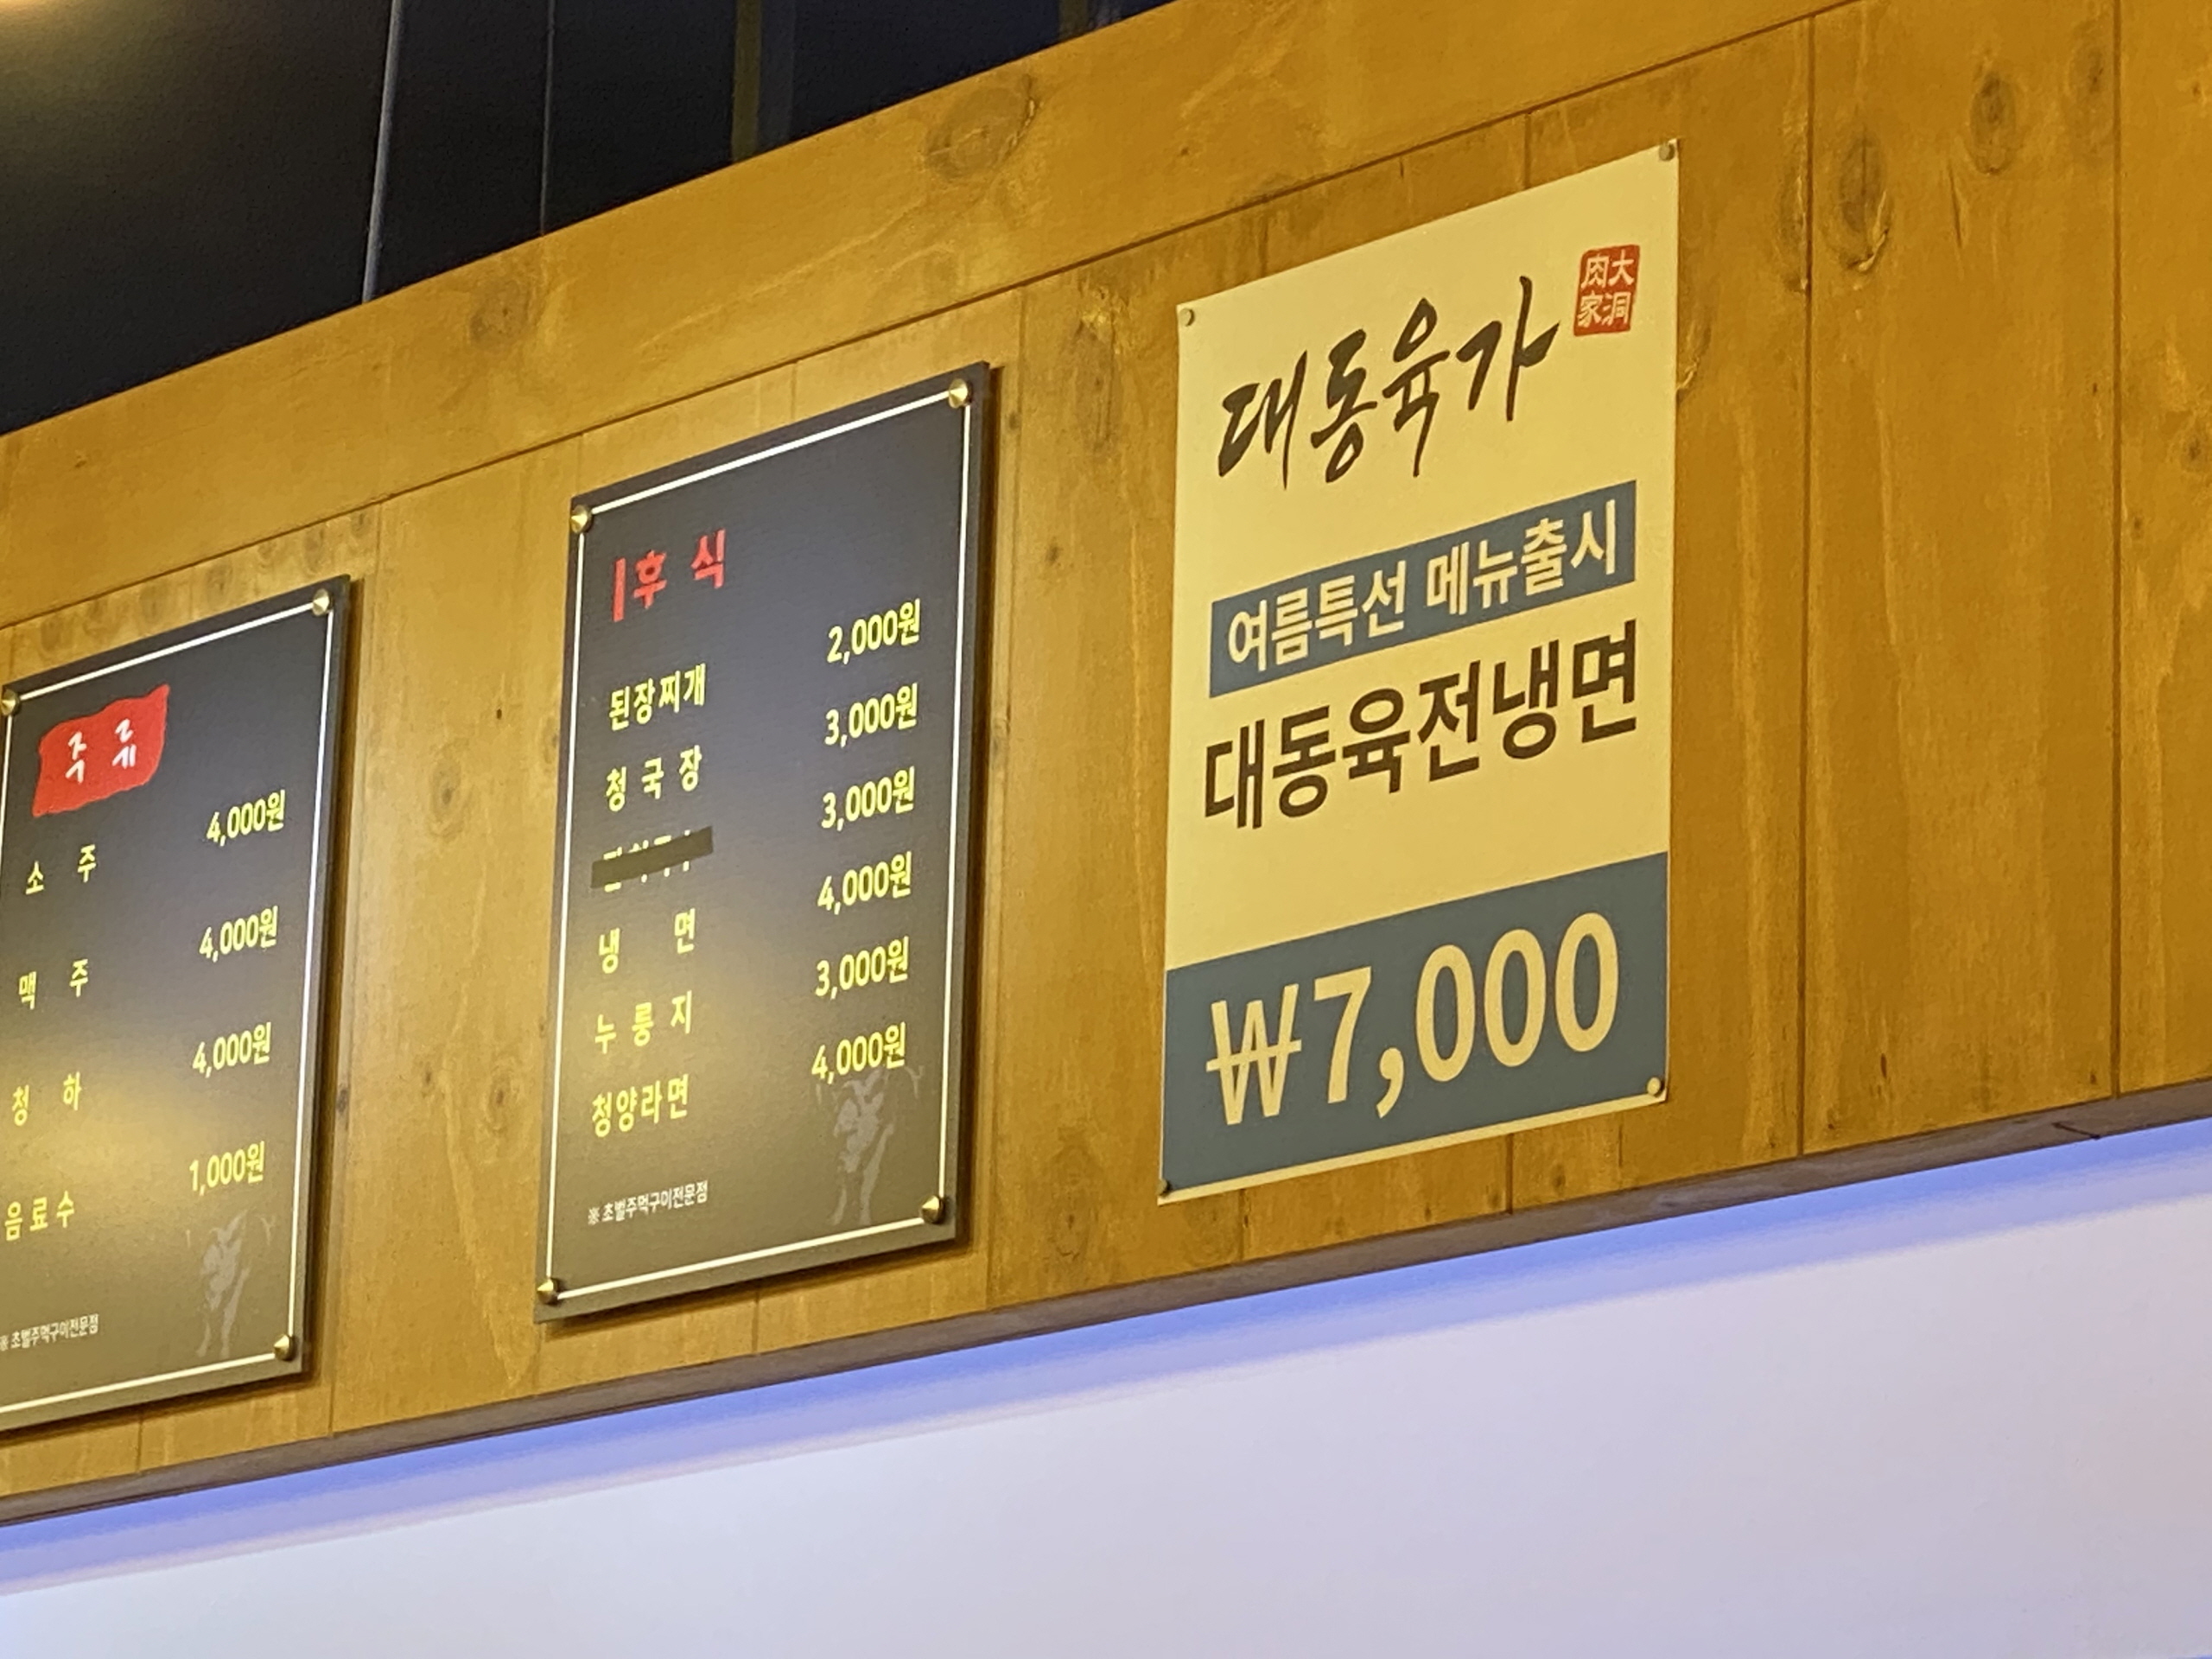 주 류
소 주 4,000원
맥 주 4,000원
청 하 4,000원
음료수 1,000원
※ 초벌주먹구이전문점
후 식
된장찌개 2,000원
청국장 3,000원
3,000원
냉 면 4,000원
누룽지 3,000원
청양라면 4,000원
※ 초벌주먹구이전문점
대동육가
大洞
肉家
여름특선 메뉴출시
대동육전냉면
₩7,000